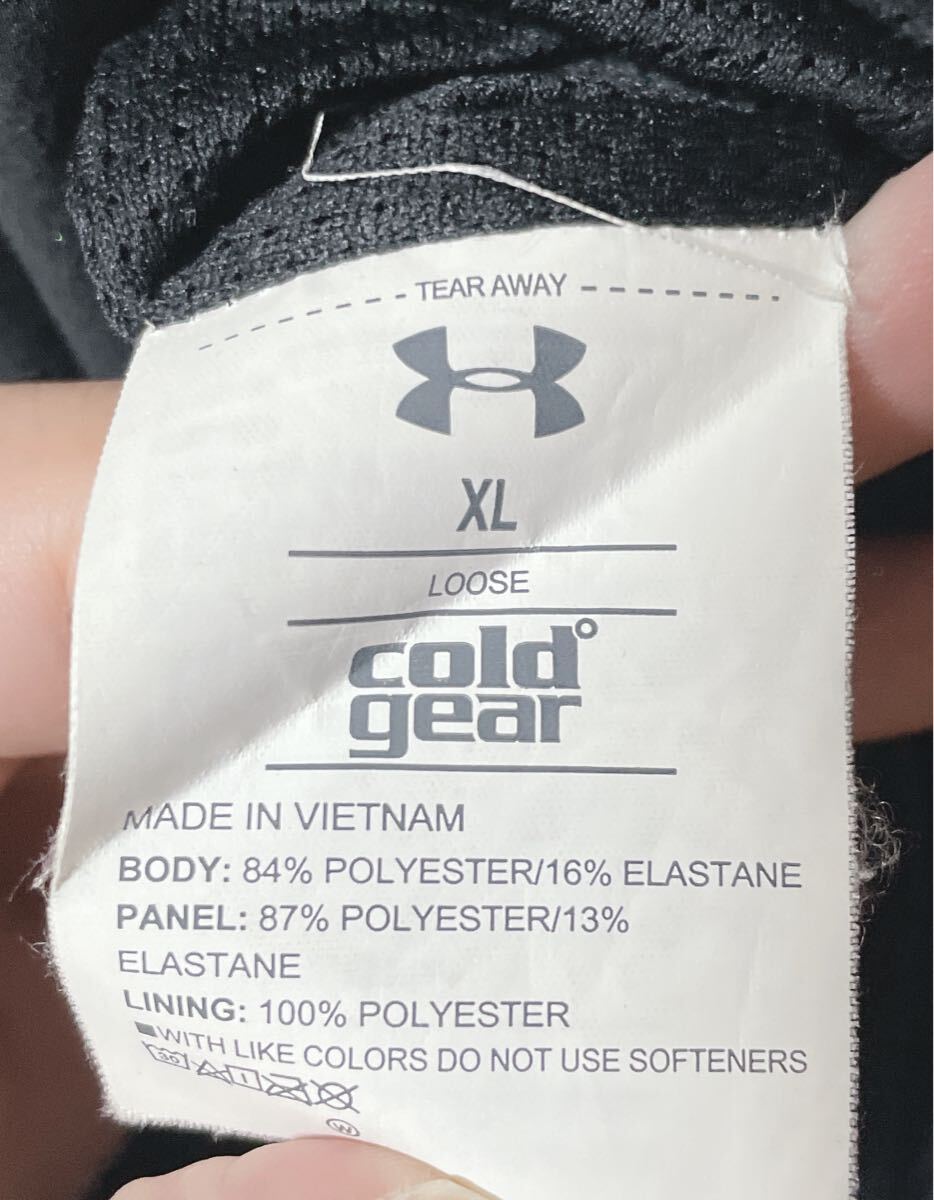 TEAR AWAY
XL
LOOSE
cold°
gear
MADE IN VIETNAM
BODY: 84% POLYESTER/16% ELASTANE
PANEL: 87% POLYESTER/13%
ELASTANE
LINING: 100% POLYESTER
WITH LIKE COLORS DO NOT USE SOFTENERS
30
W